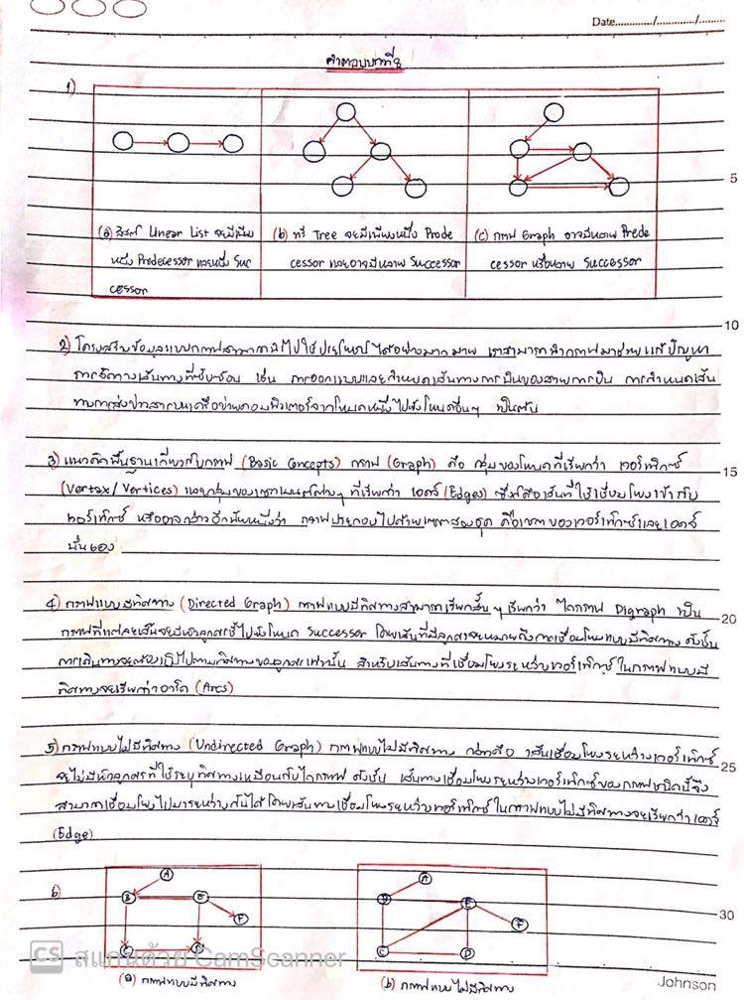 Date............/............/.........
คำตอบบทที่ 8
1)
(a) ลิสต์ Linear List จะมีเพียง
หนึ่ง Predecessor และหนึ่ง Suc
cessor
(b) ทรี Tree จะมีเพียงหนึ่ง Prode
cessor และอาจมีหลาย Successor
(c) กราฟ Graph อาจมีหลาย Prede
cessor หรือหลาย Successor
5
10
2) โครงสร้างข้อมูลแบบกราฟสามารถนำไปใช้ประโยชน์ได้อย่างมากมาย เราสามารถนำกราฟมาช่วยแก้ปัญหา
การจัดทางเส้นทางที่ซับซ้อน เช่น การออกแบบและกำหนดเส้นทางการบินของสายการบิน การกำหนดเส้น
ทางการส่งข่าวสารบนเครือข่ายคอมพิวเตอร์จากโหนดหนึ่งไปยังโหนดอื่นๆ เป็นต้น
3) แนวคิดพื้นฐานเกี่ยวกับกราฟ (Basic Concepts) กราฟ (Graph) คือ กลุ่มของโหนดที่เรียกว่า เวอร์เท็กซ์
15
(Vertax/Vertices) และกลุ่มของเซกเมนต์ต่างๆ ที่เรียกว่า เอดจ์ (Edges) ซึ่งคือเส้นที่ใช้เชื่อมโยงเข้ากับ
เวอร์เท็กซ์ หรืออาจกล่าวอีกนัยหนึ่งว่า กราฟประกอบไปด้วยเซตสองชุด คือเซตของเวอร์เท็กซ์และเอดจ์
นั่นเอง
4) กราฟแบบมีทิศทาง (Directed Graph) กราฟแบบมีทิศทางสามารถเรียกสั้น ๆ เรียกว่า ไดกราฟ Digraph เป็น
20
กราฟที่แต่ละเส้นจะมีหัวลูกศรชี้ไปยังโหนด Successor โดยเส้นที่มีลูกศรจะหมายถึงการเชื่อมโยงแบบมีทิศทาง ดังนั้น
การเดินทางจะต้องเป็นไปตามทิศทางของลูกศรเท่านั้น สำหรับเส้นทางที่เชื่อมโยงระหว่างเวอร์เท็กซ์ในกราฟแบบมี
ทิศทางจะเรียกว่าอาร์ค (Arcs)
5) กราฟแบบไม่มีทิศทาง (Undirected Graph) กราฟแบบไม่มีทิศทาง กล่าวคือ เส้นเชื่อมโยงระหว่างเวอร์เท็กซ์
จะไม่มีหัวลูกศรที่ใช้ระบุทิศทางเหมือนกับไดกราฟ ดังนั้น เส้นทางเชื่อมโยงระหว่างเวอร์เท็กซ์ของกราฟชนิดนี้จึง
25
สามารถเชื่อมโยงไปมาระหว่างกันได้ โดยเส้นทางเชื่อมโยงระหว่างเวอร์เท็กซ์ในกราฟแบบไม่มีทิศทางจะเรียกว่าเอดจ์
(Edge)
6)
A
B
E
F
C
D
A
B
E
F
C
D
30
CS สแกนด้วย CamScanner
(a) กราฟแบบมีทิศทาง
(b) กราฟแบบไม่มีทิศทาง
Johnson